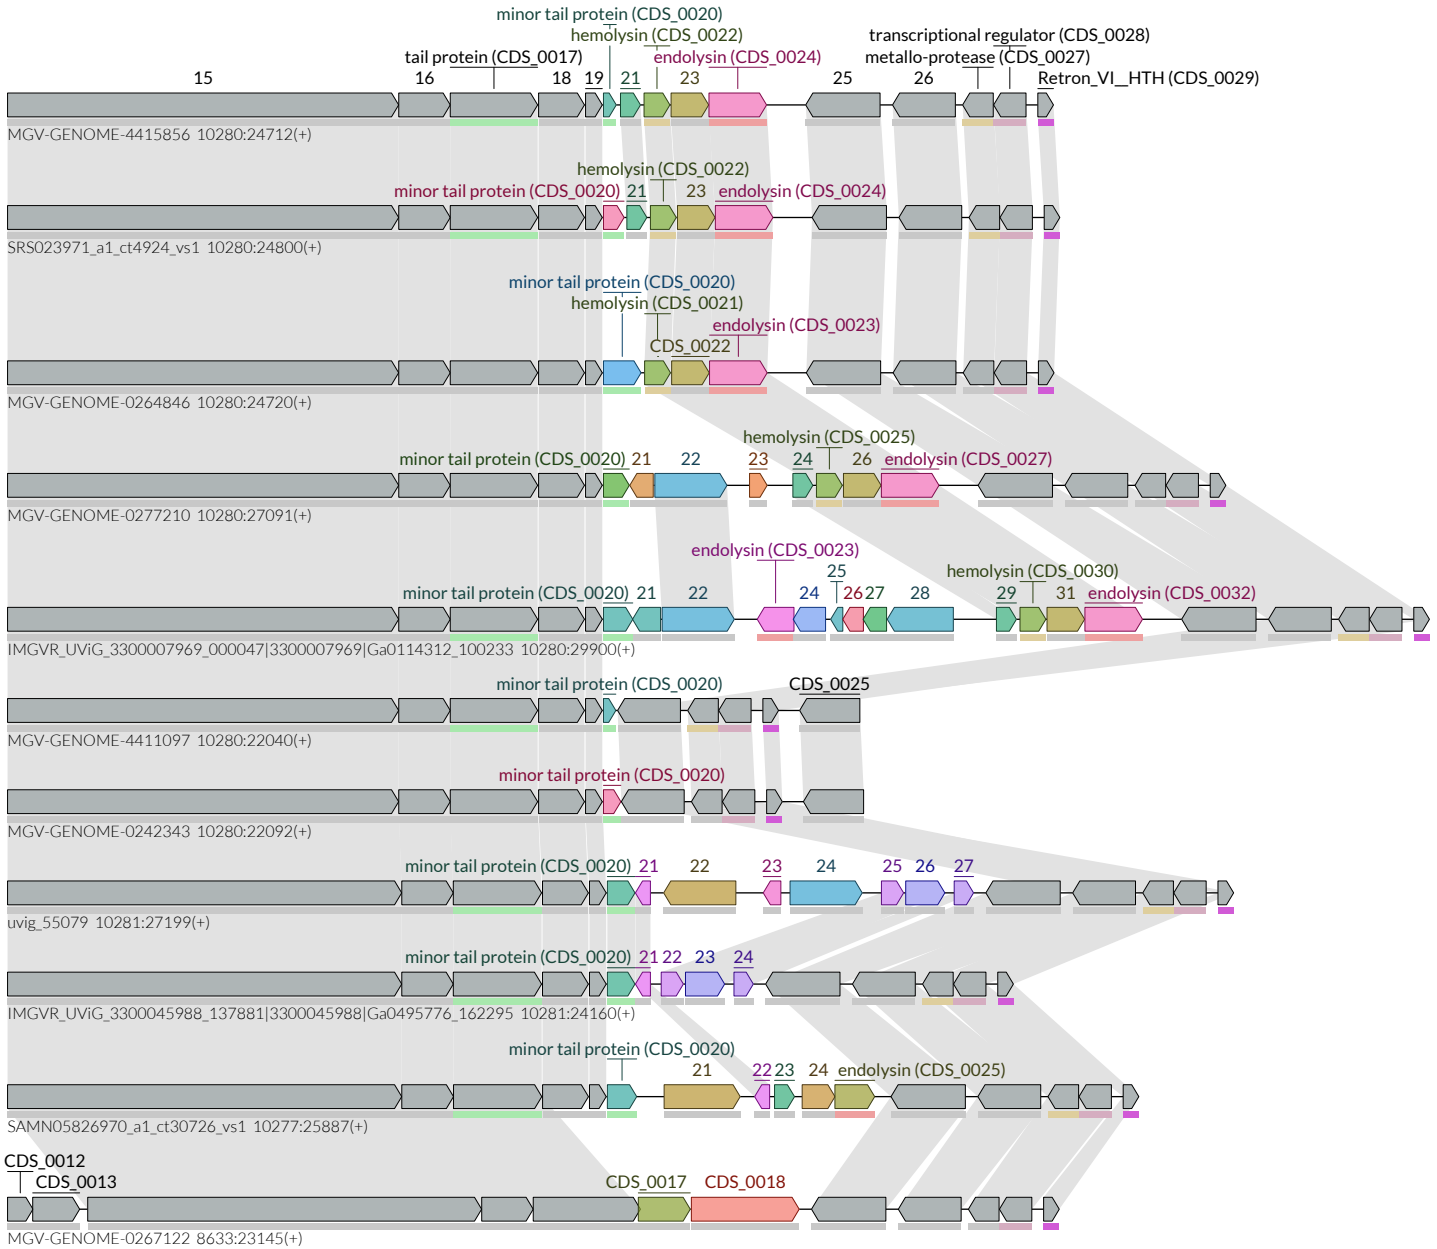 minor tail protein (CDS_0020)
hemolysin (CDS_0022)
transcriptional regulator (CDS_0028)
tail protein (CDS_0017)
endolysin (CDS_0024)
metallo-protease (CDS_0027)
15 16 18 19 21 23 25 26 Retron_VI__HTH (CDS_0029)
MGV-GENOME-4415856 10280:24712(+)
hemolysin (CDS_0022)
minor tail protein (CDS_0020) 21 23 endolysin (CDS_0024)
SRS023971_a1_ct4924_vs1 10280:24800(+)
minor tail protein (CDS_0020)
hemolysin (CDS_0021)
endolysin (CDS_0023)
CDS_0022
MGV-GENOME-0264846 10280:24720(+)
hemolysin (CDS_0025)
minor tail protein (CDS_0020) 21 22 23 24 26 endolysin (CDS_0027)
MGV-GENOME-0277210 10280:27091(+)
endolysin (CDS_0023)
25 hemolysin (CDS_0030)
minor tail protein (CDS_0020) 21 22 24 26 27 28 29 31 endolysin (CDS_0032)
IMGVR_UViG_3300007969_000047|3300007969|Ga0114312_100233 10280:29900(+)
minor tail protein (CDS_0020) CDS_0025
MGV-GENOME-4411097 10280:22040(+)
minor tail protein (CDS_0020)
MGV-GENOME-0242343 10280:22092(+)
minor tail protein (CDS_0020) 21 22 23 24 25 26 27
uvig_55079 10281:27199(+)
minor tail protein (CDS_0020) 21 22 23 24
IMGVR_UViG_3300045988_137881|3300045988|Ga0495776_162295 10281:24160(+)
minor tail protein (CDS_0020)
21 22 23 24 endolysin (CDS_0025)
SAMN05826970_a1_ct30726_vs1 10277:25887(+)
CDS_0012
CDS_0013 CDS_0017 CDS_0018
MGV-GENOME-0267122 8633:23145(+)